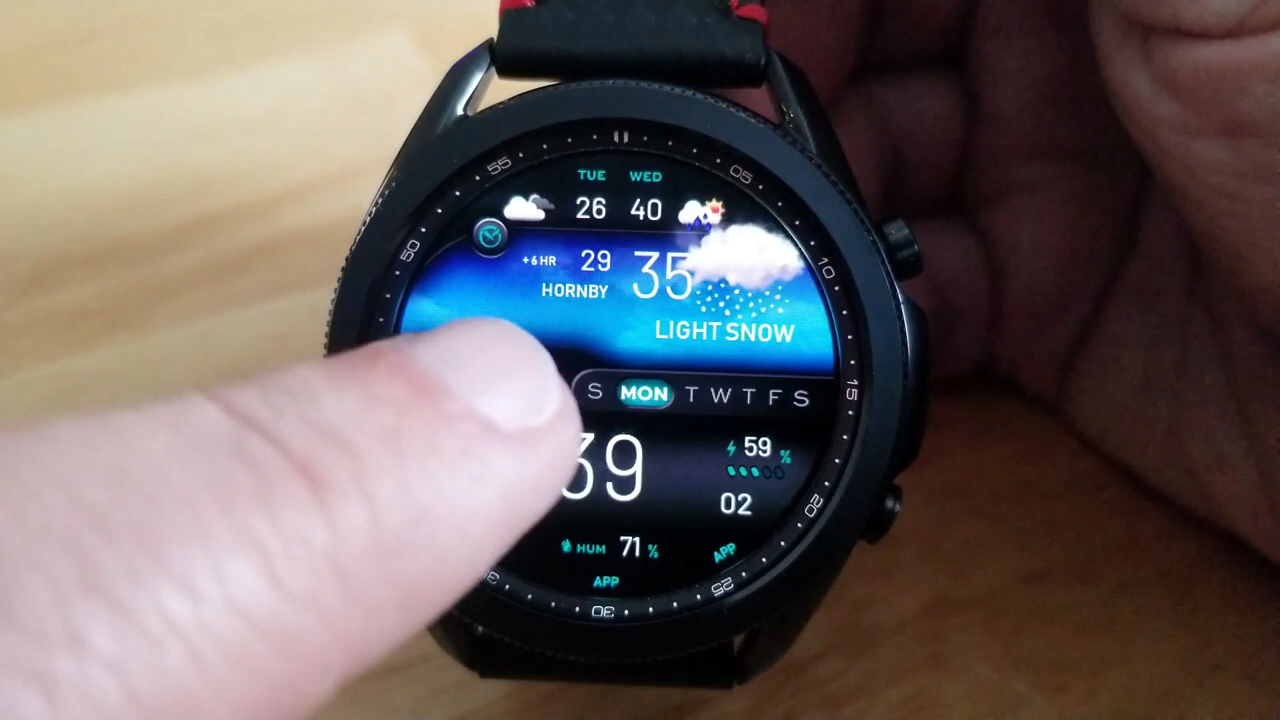 TUE WED
26 40
+6 HR 29 35
HORNBY
LIGHT SNOW
S MON T W T F S
39 59 %
02
HUM 71 %
APP APP
55 05
50 10
15
20
25
30